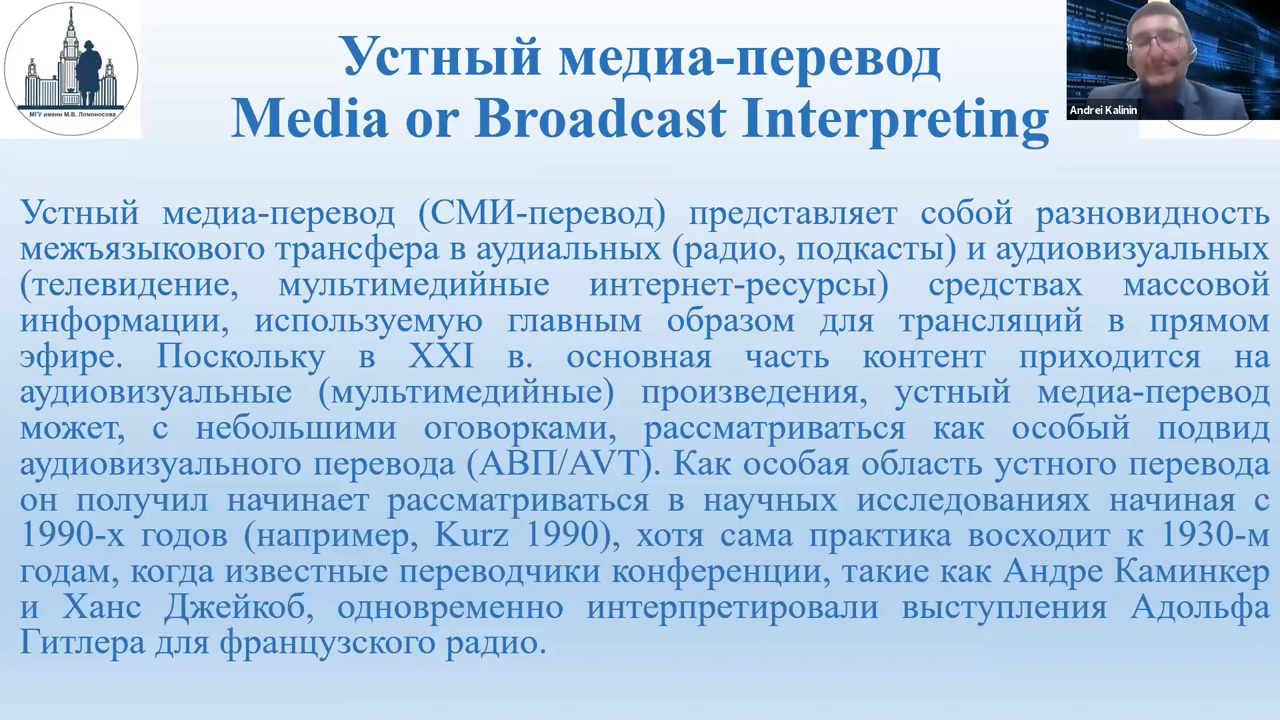 МГУ имени М.В. Ломоносова
Устный медиа-перевод
Media or Broadcast Interpreting
Andrei Kalinin
Устный медиа-перевод (СМИ-перевод) представляет собой разновидность
межъязыкового трансфера в аудиальных (радио, подкасты) и аудиовизуальных
(телевидение, мультимедийные интернет-ресурсы) средствах массовой
информации, используемую главным образом для трансляций в прямом
эфире. Поскольку в XXI в. основная часть контент приходится на
аудиовизуальные (мультимедийные) произведения, устный медиа-перевод
может, с небольшими оговорками, рассматриваться как особый подвид
аудиовизуального перевода (АВП/AVT). Как особая область устного перевода
он получил начинает рассматриваться в научных исследованиях начиная с
1990-х годов (например, Kurz 1990), хотя сама практика восходит к 1930-м
годам, когда известные переводчики конференции, такие как Андре Каминкер
и Ханс Джейкоб, одновременно интерпретировали выступления Адольфа
Гитлера для французского радио.